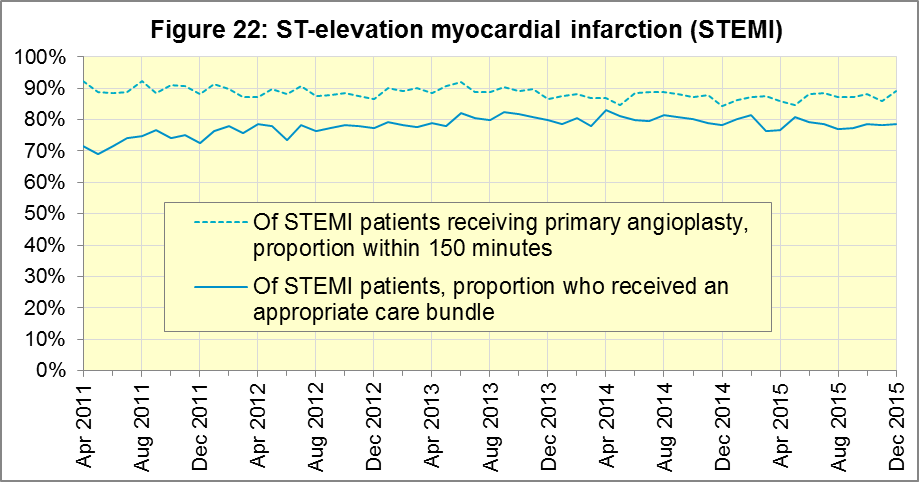 Figure 22: ST-elevation myocardial infarction (STEMI)
100%
90%
80%
70%
60%
50%
40%
30%
20%
10%
0%
Of STEMI patients receiving primary angioplasty,
proportion within 150 minutes
Of STEMI patients, proportion who received an
appropriate care bundle
Apr 2011
Aug 2011
Dec 2011
Apr 2012
Aug 2012
Dec 2012
Apr 2013
Aug 2013
Dec 2013
Apr 2014
Aug 2014
Dec 2014
Apr 2015
Aug 2015
Dec 2015